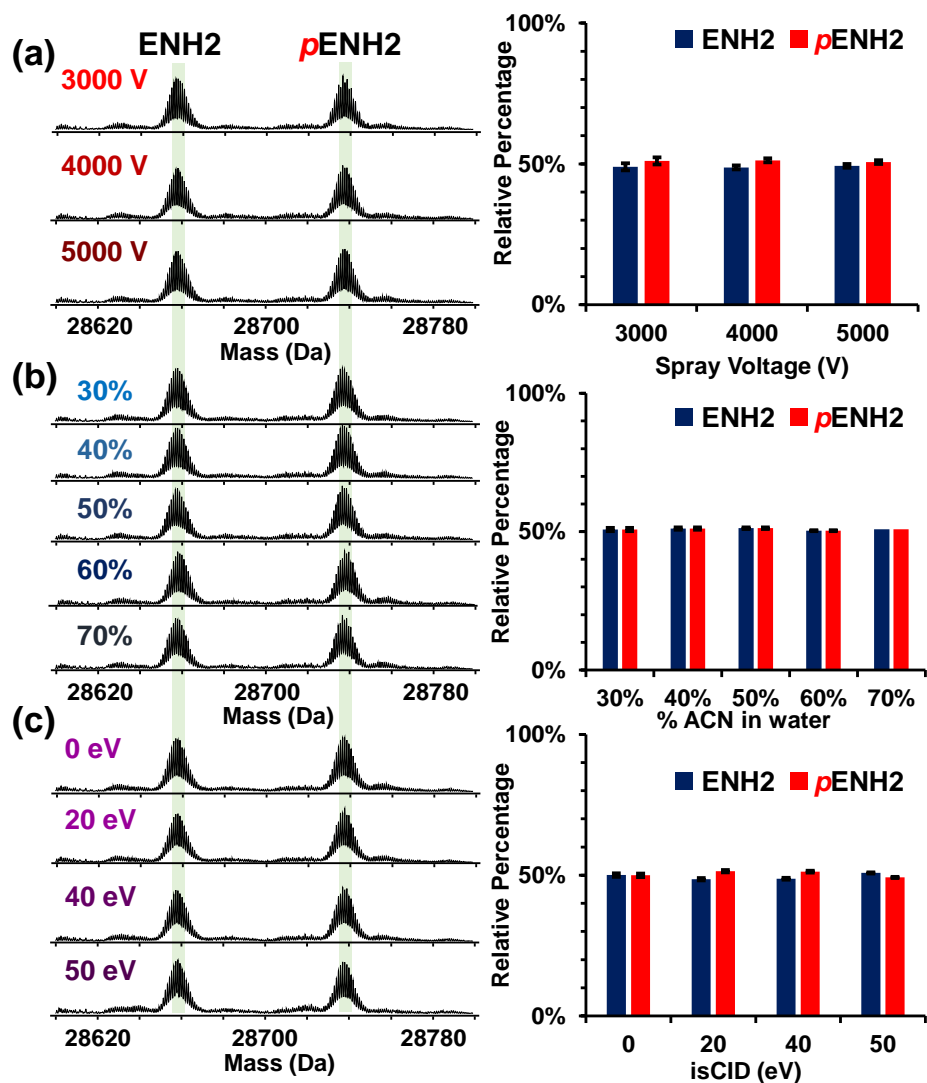 (a)
ENH2 pENH2
3000 V
4000 V
5000 V
28620 28700 28780
Mass (Da)
100%
50%
0%
Relative Percentage
ENH2 pENH2
3000 4000 5000
Spray Voltage (V)
(b)
30%
40%
50%
60%
70%
28620 28700 28780
Mass (Da)
100%
50%
0%
Relative Percentage
ENH2 pENH2
30% 40% 50% 60% 70%
% ACN in water
(c)
0 eV
20 eV
40 eV
50 eV
28620 28700 28780
Mass (Da)
100%
50%
0%
Relative Percentage
ENH2 pENH2
0 20 40 50
isCID (eV)